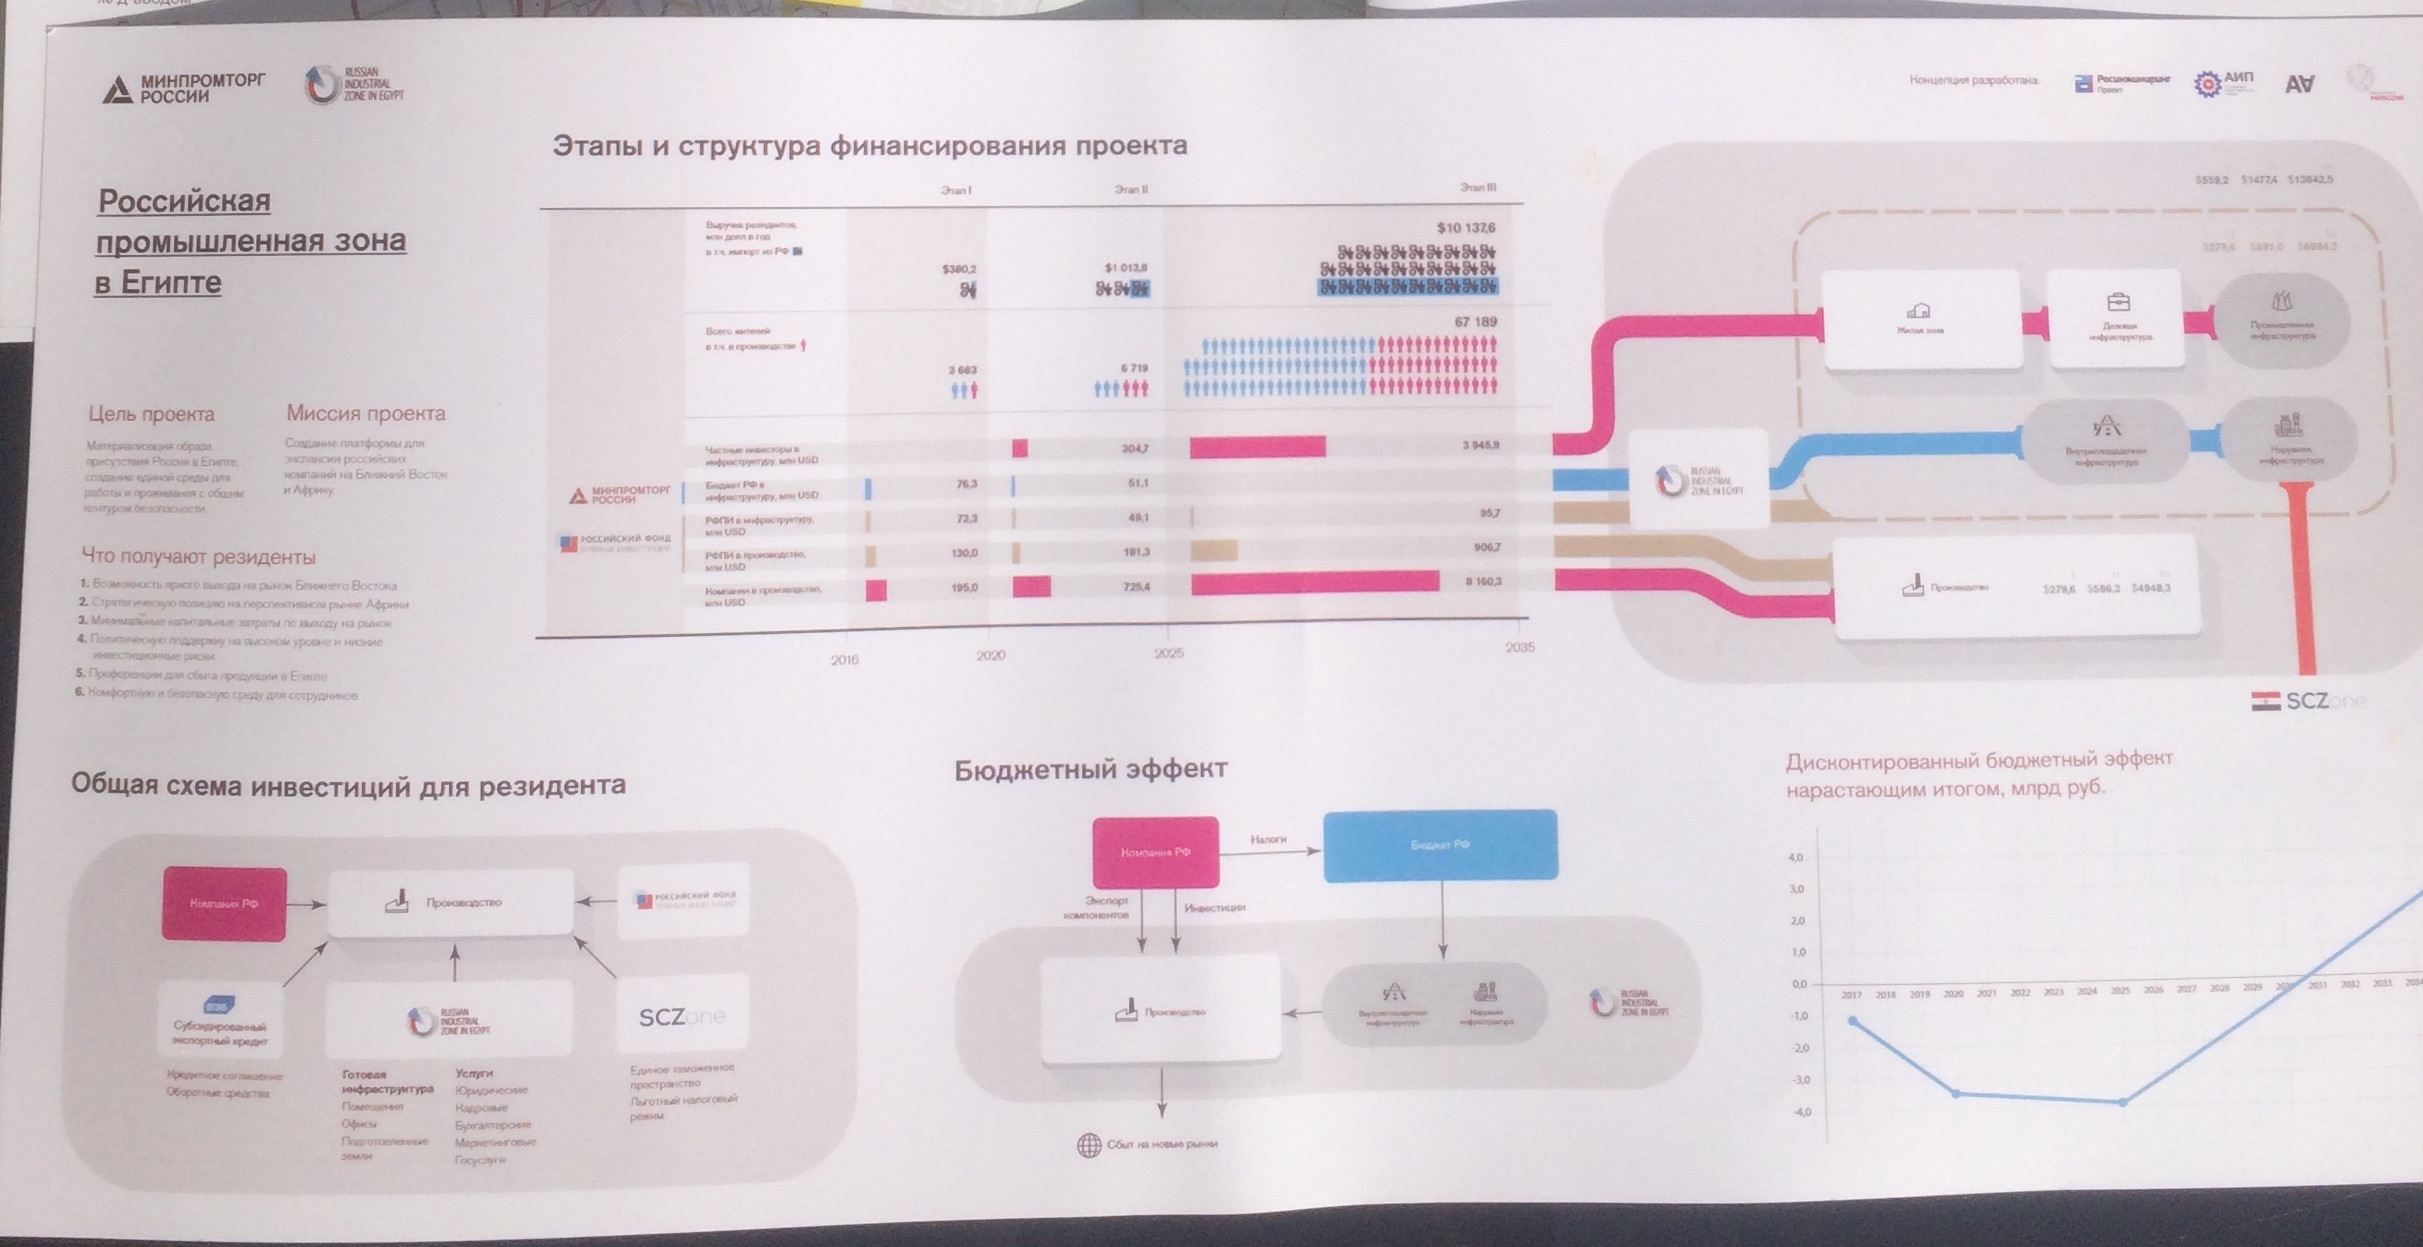 МИНПРОМТОРГ
РОССИИ
RUSSIAN
INDUSTRIAL
ZONE IN EGYPT
Концепция разработана
Росинжиниринг
Проект
АИП
MOSCOW
Российская
промышленная зона
в Египте
Цель проекта
Материализация образа
присутствия России в Египте,
создание единой среды для
работы и проживания с общим
контуром безопасности.
Миссия проекта
Создание платформы для
экспансии российских
компаний на Ближний Восток
и Африку.
Что получают резиденты
1. Возможность яркого выхода на рынок Ближнего Востока
2. Стратегическую позицию на перспективном рынке Африки
3. Минимальные капитальные затраты по выходу на рынок
4. Политическую поддержку на высоком уровне и низкие
инвестиционные риски.
5. Преференции для сбыта продукции в Египте
6. Комфортную и безопасную среду для сотрудников
Этапы и структура финансирования проекта
Этап I
Этап II
Этап III
Выручка резидентов,
млн долл в год
в т.ч. импорт из РФ
$380,2
$1 013,8
$10 137,6
Всего жителей
в т.ч. в производстве
3 683
6 719
67 189
Частные инвесторы в
инфраструктуру, млн USD
304,7
3 945,9
МИНПРОМТОРГ
РОССИИ
Бюджет РФ в
инфраструктуру, млн USD
76,3
51,1
РОССИЙСКИЙ ФОНД
РФПИ в инфраструктуру,
млн USD
73,3
49,1
95,7
РФПИ в производство,
млн USD
130,0
181,3
906,7
Компании в производство,
млн USD
195,0
725,4
8 160,3
2016
2020
2025
2035
$559,2 $1477,4 $13842,5
Жилая зона
Деловая
инфраструктура
Промышленная
инфраструктура
RUSSIAN
INDUSTRIAL
ZONE IN EGYPT
Внутриплощадочная
инфраструктура
Наружная
инфраструктура
Производство
$279,6 $586,3 $4948,3
SCZone
Общая схема инвестиций для резидента
Компания РФ
Производство
РОССИЙСКИЙ ФОНД
Субсидированный
экспортный кредит
RUSSIAN
INDUSTRIAL
ZONE IN EGYPT
SCZone
Кредитное соглашение
Оборотные средства
Готовая
инфраструктура
Помещения
Офисы
Подготовленные
земли
Услуги
Юридические
Кадровые
Бухгалтерские
Маркетинговые
Госуслуги
Единое таможенное
пространство
Льготный налоговый
режим
Бюджетный эффект
Компания РФ
Налоги
Бюджет РФ
Экспорт
компонентов
Инвестиции
Производство
Внутриплощадочная
инфраструктура
Наружная
инфраструктура
RUSSIAN
INDUSTRIAL
ZONE IN EGYPT
Сбыт на новые рынки
Дисконтированный бюджетный эффект
нарастающим итогом, млрд руб.
4,0
3,0
2,0
1,0
0,0
-1,0
-2,0
-3,0
-4,0
2017 2018 2019 2020 2021 2022 2023 2024 2025 2026 2027 2028 2029 2030 2031 2032 2033 2034